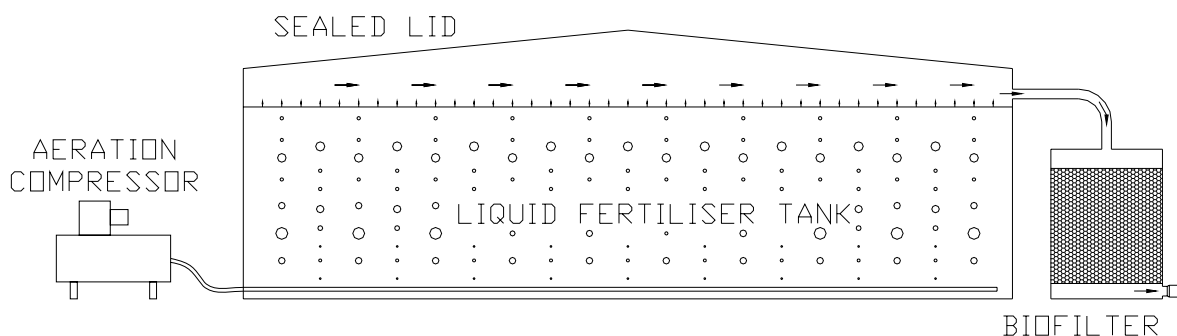 SEALED LID
AERATION
COMPRESSOR
LIQUID FERTILISER TANK
BIOFILTER